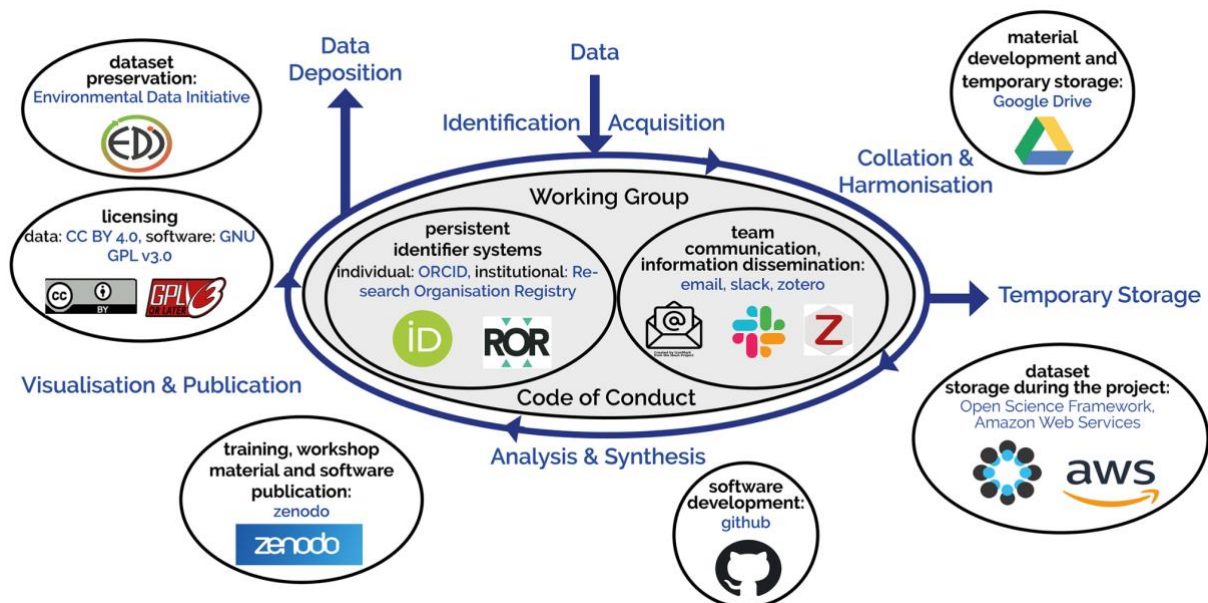 dataset
preservation:
Environmental Data Initiative
EDI
Data
Deposition
Data
Identification
Acquisition
material
development and
temporary storage:
Google Drive
Collation &
Harmonisation
licensing
data: CC BY 4.0, software: GNU
GPL v3.0
cc
BY
GPLv3
OR LATER
Working Group
persistent
identifier systems
individual: ORCID, institutional: Re-
search Organisation Registry
iD
ROR
team
communication,
information dissemination:
email, slack, zotero
@
Z
Code of Conduct
Temporary Storage
Visualisation & Publication
Analysis & Synthesis
dataset
storage during the project:
Open Science Framework,
Amazon Web Services
aws
training, workshop
material and software
publication:
zenodo
zenodo
software
development:
github